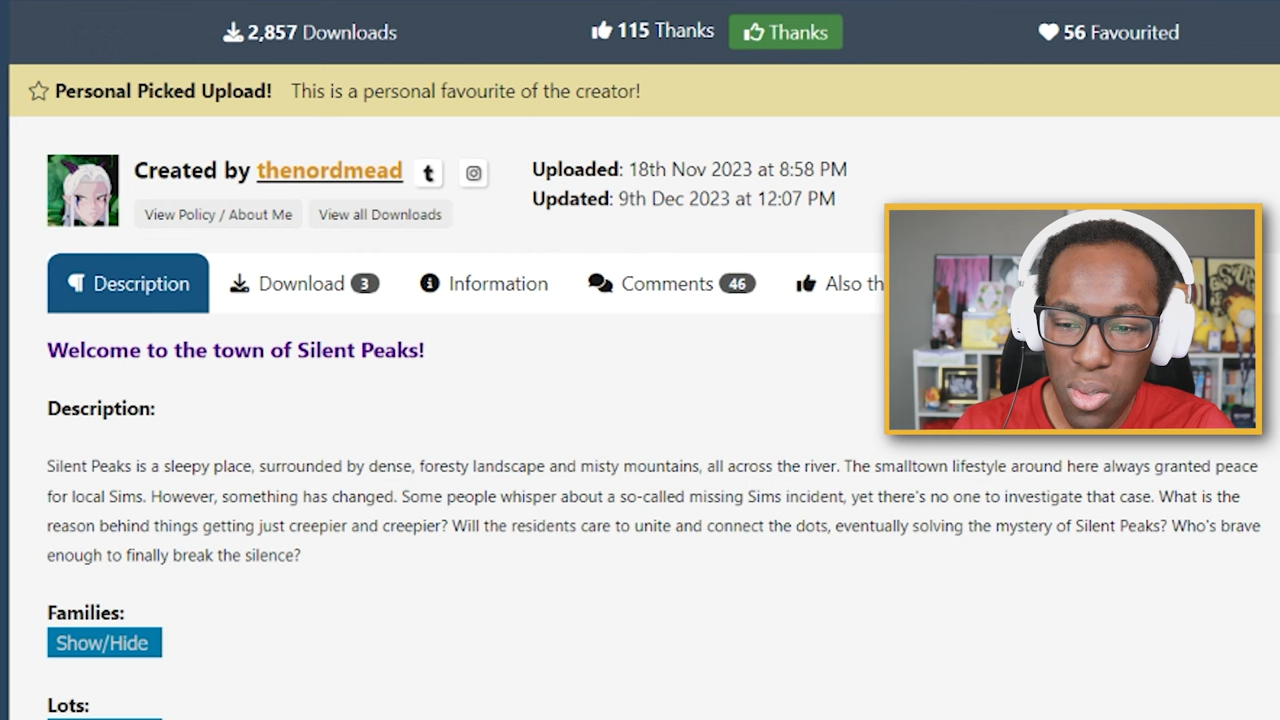 2,857 Downloads
115 Thanks
Thanks
56 Favourited
Personal Picked Upload! This is a personal favourite of the creator!
Created by thenordmead
View Policy / About Me
View all Downloads
Uploaded: 18th Nov 2023 at 8:58 PM
Updated: 9th Dec 2023 at 12:07 PM
Description
Download 3
Information
Comments 46
Also th
Welcome to the town of Silent Peaks!
Description:
Silent Peaks is a sleepy place, surrounded by dense, foresty landscape and misty mountains, all across the river. The smalltown lifestyle around here always granted peace
for local Sims. However, something has changed. Some people whisper about a so-called missing Sims incident, yet there's no one to investigate that case. What is the
reason behind things getting just creepier and creepier? Will the residents care to unite and connect the dots, eventually solving the mystery of Silent Peaks? Who's brave
enough to finally break the silence?
Families:
Show/Hide
Lots: